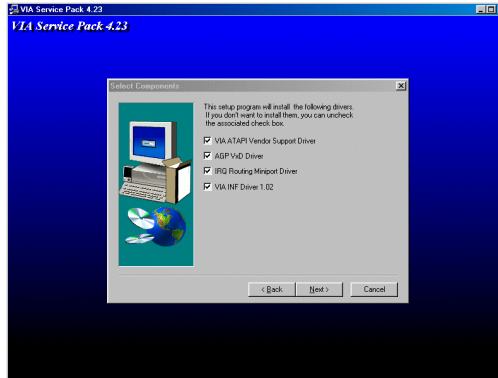 VIA Service Pack 4.23
VIA Service Pack 4.23
Select Components
This setup program will install the following drivers.
If you don't want to install them, you can uncheck
the associated check box.
VIA ATAPI Vendor Support Driver
AGP VxD Driver
IRQ Routing Miniport Driver
VIA INF Driver 1.02
< Back
Next >
Cancel